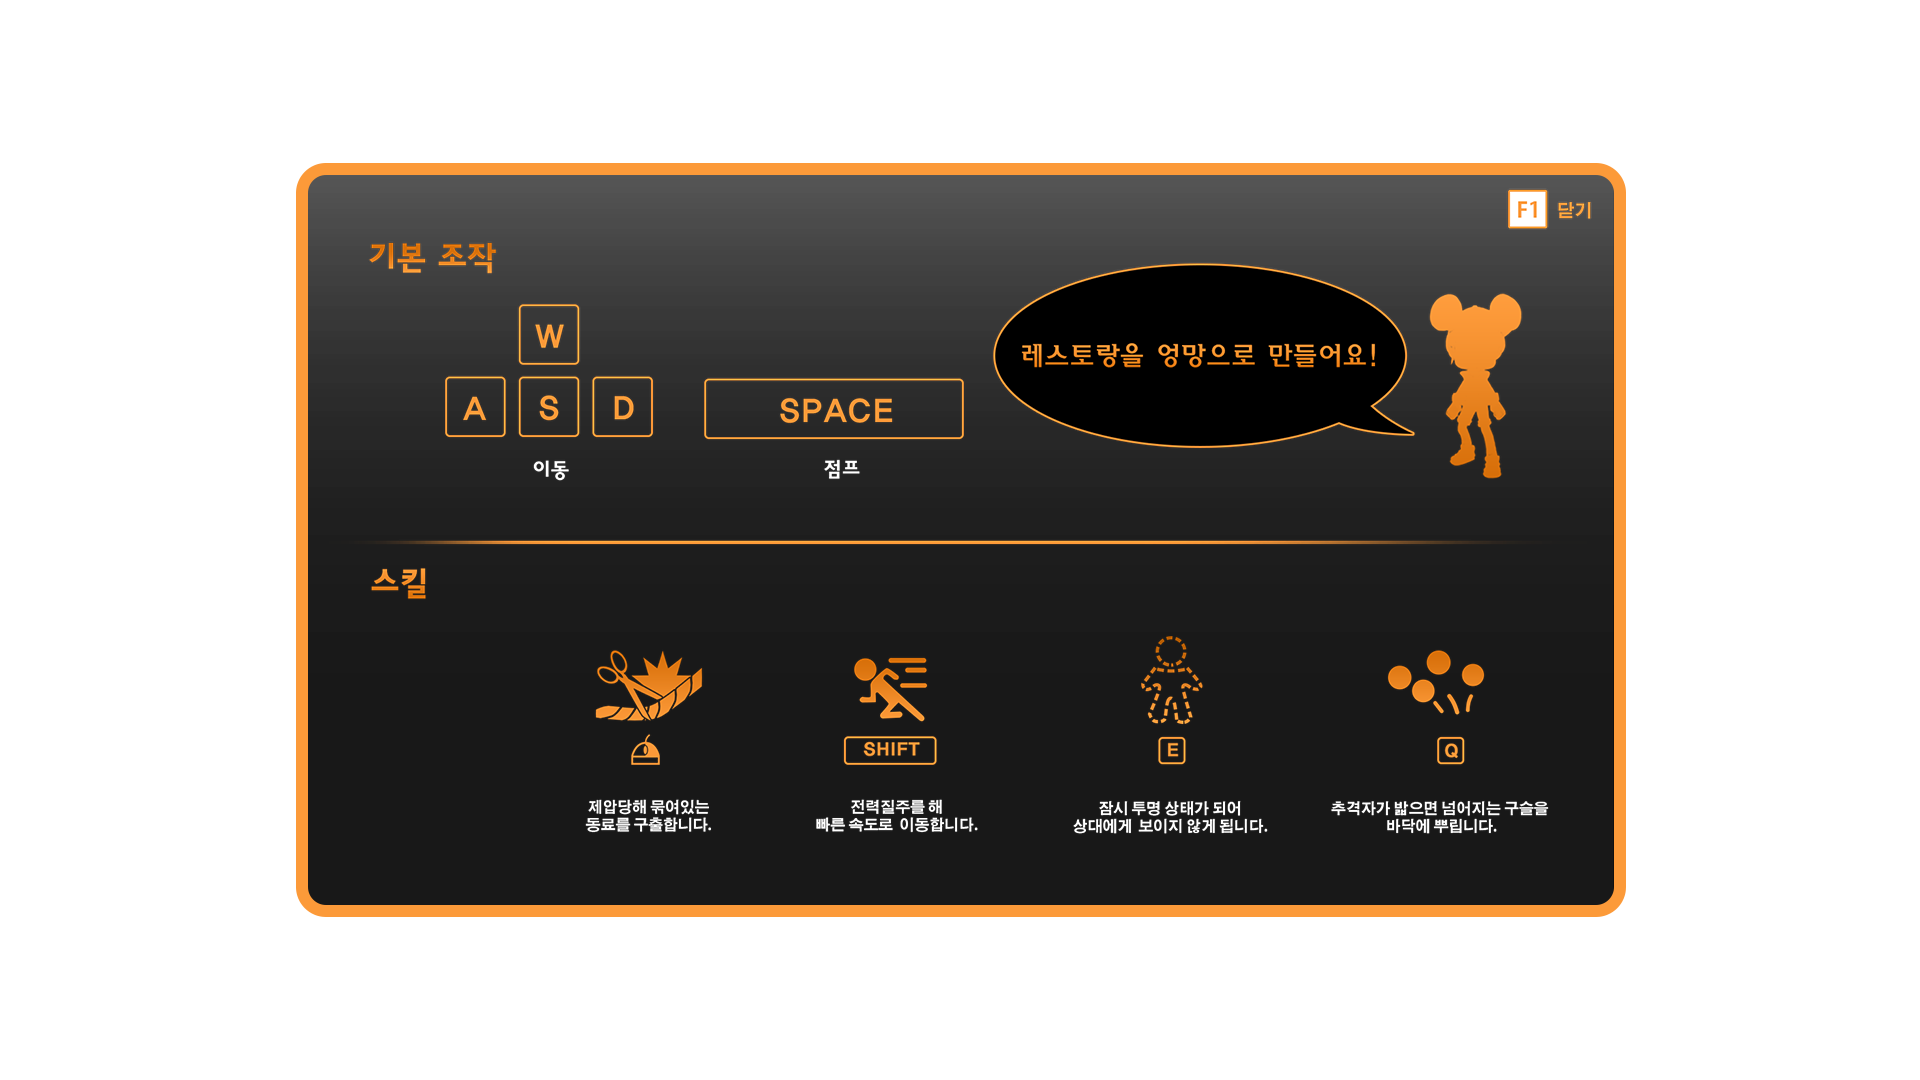 F1 닫기
기본 조작
W
A S D
SPACE
이동
점프
레스토랑을 엉망으로 만들어요!
스킬
SHIFT
E
Q
제압당해 묶여있는
동료를 구출합니다.
전력질주를 해
빠른 속도로 이동합니다.
잠시 투명 상태가 되어
상대에게 보이지 않게 됩니다.
추격자가 밟으면 넘어지는 구슬을
바닥에 뿌립니다.